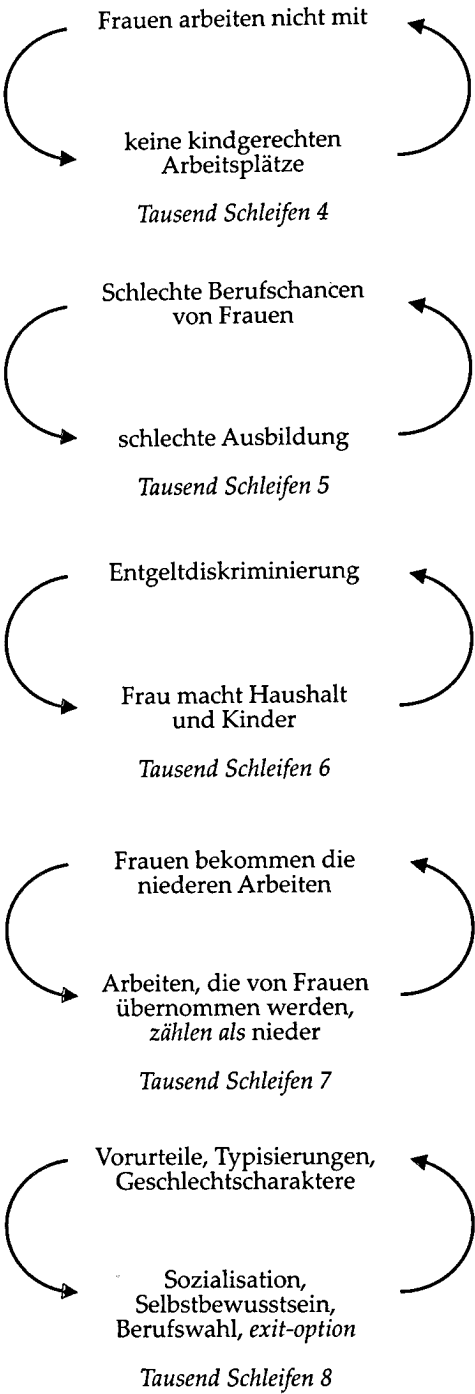 Frauen arbeiten nicht mit
keine kindgerechten
Arbeitsplätze
Tausend Schleifen 4
Schlechte Berufschancen
von Frauen
schlechte Ausbildung
Tausend Schleifen 5
Entgeltdiskriminierung
Frau macht Haushalt
und Kinder
Tausend Schleifen 6
Frauen bekommen die
niederen Arbeiten
Arbeiten, die von Frauen
übernommen werden,
zählen als nieder
Tausend Schleifen 7
Vorurteile, Typisierungen,
Geschlechtscharaktere
Sozialisation,
Selbstbewusstsein,
Berufswahl, exit-option
Tausend Schleifen 8